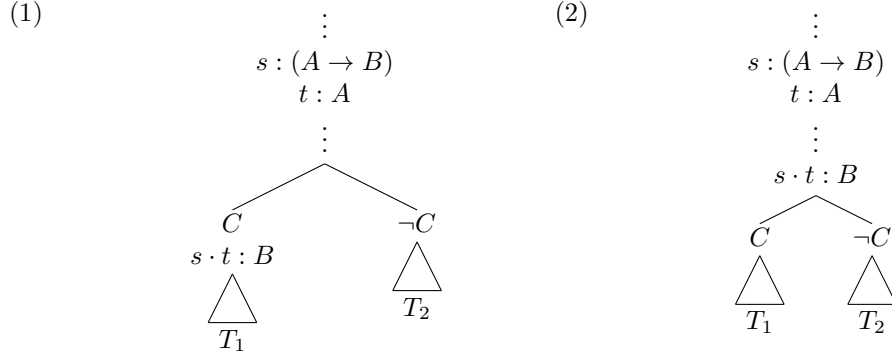 (1)
⋮
s : (A → B)
t : A
⋮
C ¬C
s · t : B
T₂
T₁
(2)
⋮
s : (A → B)
t : A
⋮
s · t : B
C ¬C
T₁ T₂